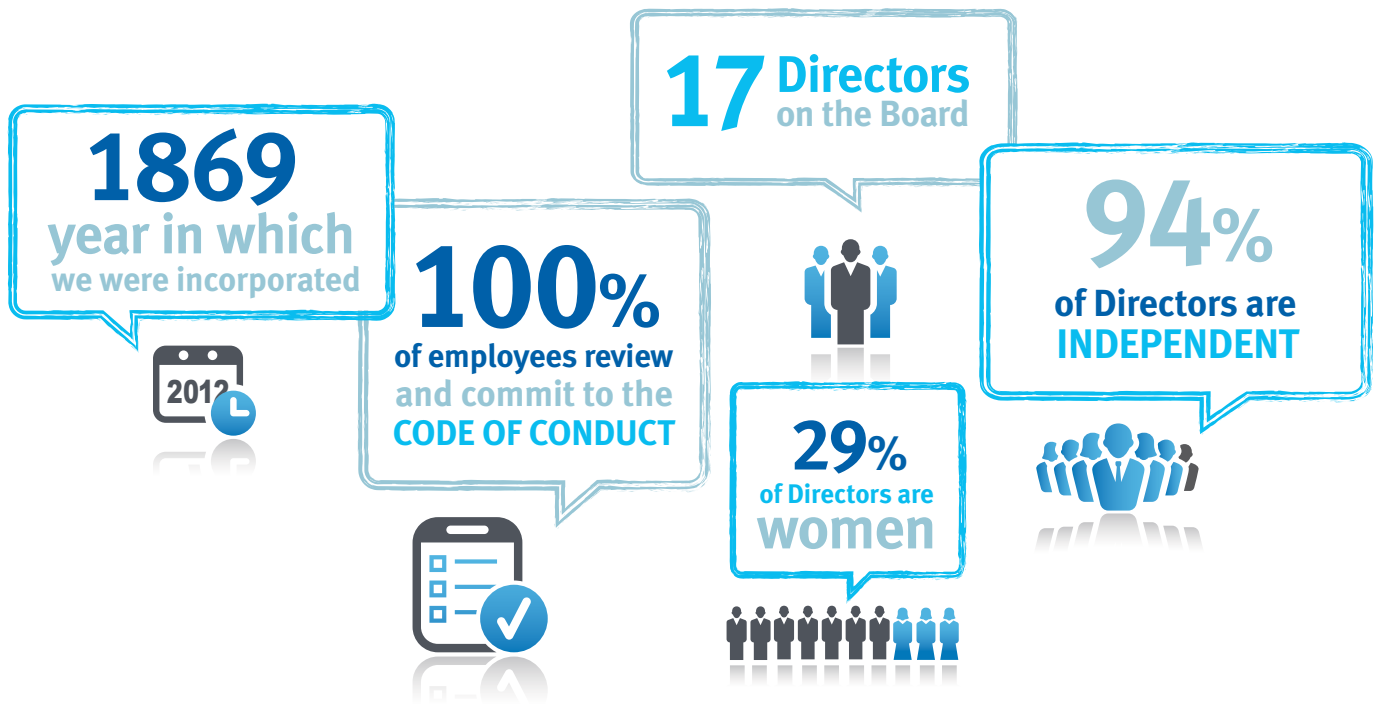 1869
year in which
we were incorporated
2012
100%
of employees review
and commit to the
CODE OF CONDUCT
17 Directors
on the Board
94%
of Directors are
INDEPENDENT
29%
of Directors are
women